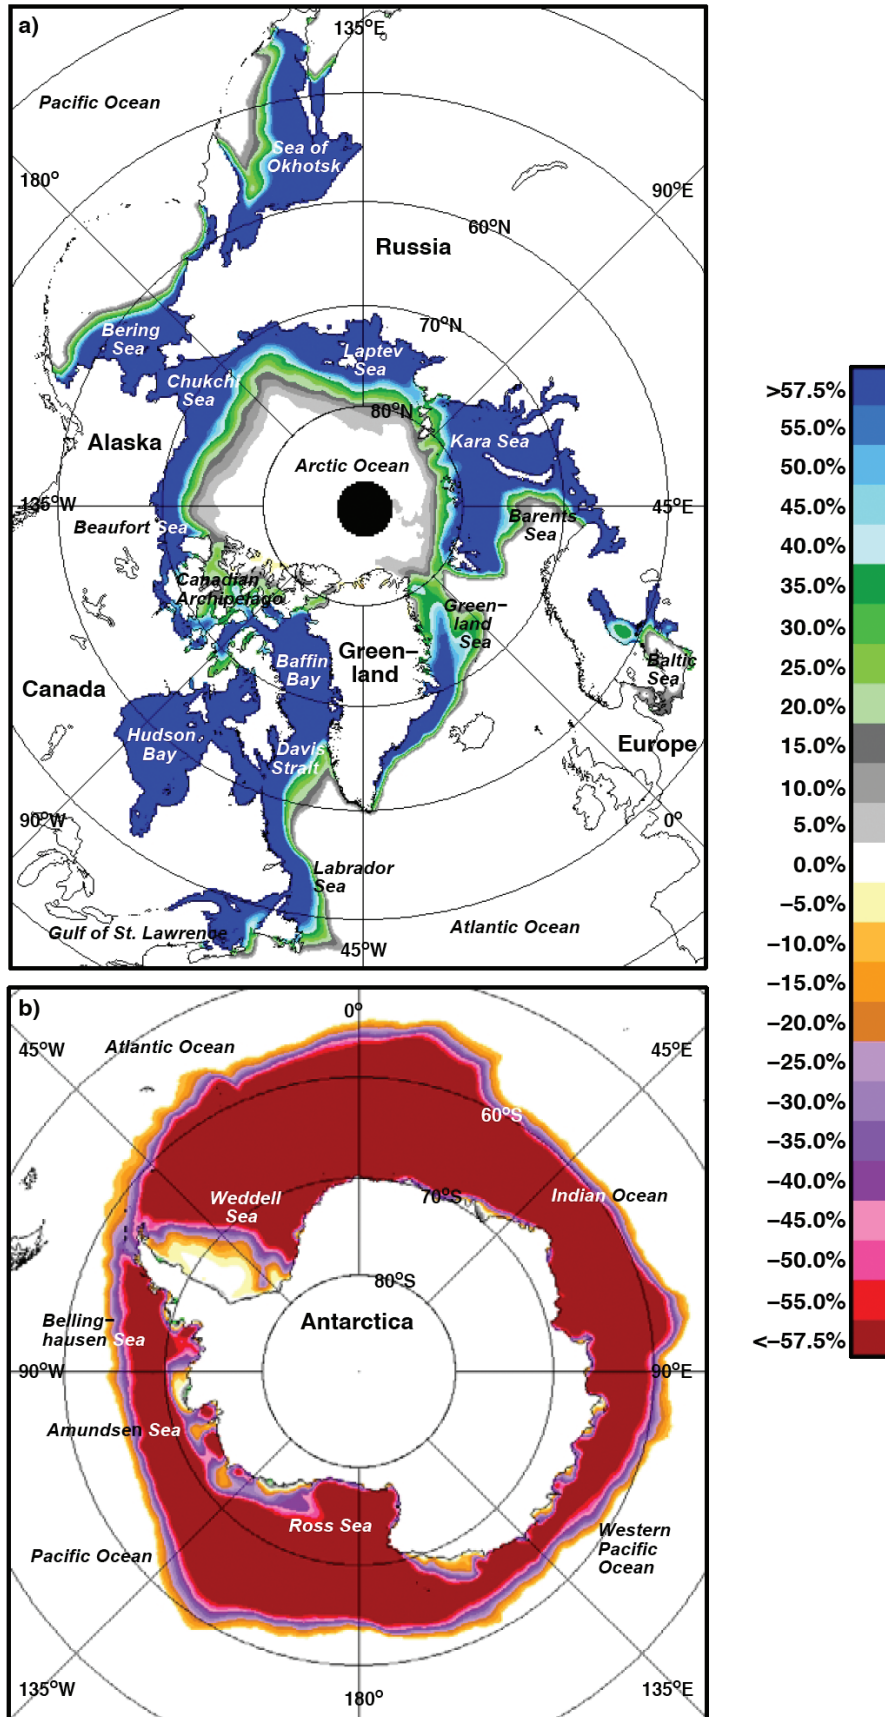 a)
135°E
Pacific Ocean
Sea of
Okhotsk
180°
90°E
60°N
Russia
70°N
Bering
Sea
Laptev
Sea
Chukchi
Sea
80°N
Alaska
Kara Sea
Arctic Ocean
135°W
45°E
Beaufort Sea
Barents
Sea
Canadian
Archipelago
Green–
land
Sea
Baffin
Bay
Green–
land
Baltic
Sea
Canada
Hudson
Bay
Davis
Strait
Europe
90°W
0°
Labrador
Sea
Gulf of St. Lawrence
Atlantic Ocean
45°W
>57.5%
55.0%
50.0%
45.0%
40.0%
35.0%
30.0%
25.0%
20.0%
15.0%
10.0%
5.0%
0.0%
–5.0%
–10.0%
–15.0%
–20.0%
–25.0%
–30.0%
–35.0%
–40.0%
–45.0%
–50.0%
–55.0%
<–57.5%
b)
0°
45°W
Atlantic Ocean
45°E
60°S
Weddell
Sea
70°S
Indian Ocean
80°S
Antarctica
Belling–
hausen Sea
90°W
90°E
Amundsen Sea
Ross Sea
Western
Pacific
Ocean
Pacific Ocean
135°W
180°
135°E